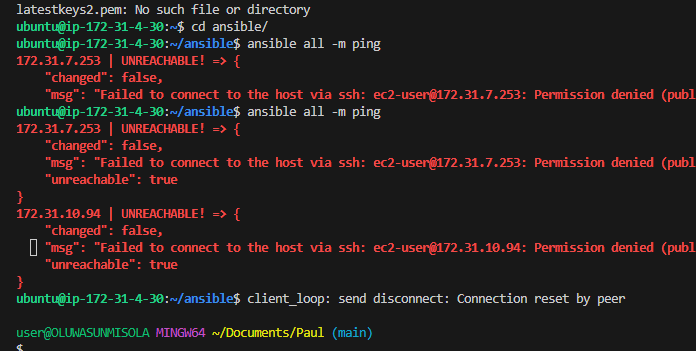 latestkeys2.pem: No such file or directory
ubuntu@ip-172-31-4-30:~$ cd ansible/
ubuntu@ip-172-31-4-30:~/ansible$ ansible all -m ping
172.31.7.253 | UNREACHABLE! => {
    "changed": false,
    "msg": "Failed to connect to the host via ssh: ec2-user@172.31.7.253: Permission denied (publ
ubuntu@ip-172-31-4-30:~/ansible$ ansible all -m ping
172.31.7.253 | UNREACHABLE! => {
    "changed": false,
    "msg": "Failed to connect to the host via ssh: ec2-user@172.31.7.253: Permission denied (publ
    "unreachable": true
}
172.31.10.94 | UNREACHABLE! => {
    "changed": false,
    "msg": "Failed to connect to the host via ssh: ec2-user@172.31.10.94: Permission denied (publ
    "unreachable": true
}
ubuntu@ip-172-31-4-30:~/ansible$ client_loop: send disconnect: Connection reset by peer
user@OLUWASUNMISOLA MINGW64 ~/Documents/Paul (main)
$